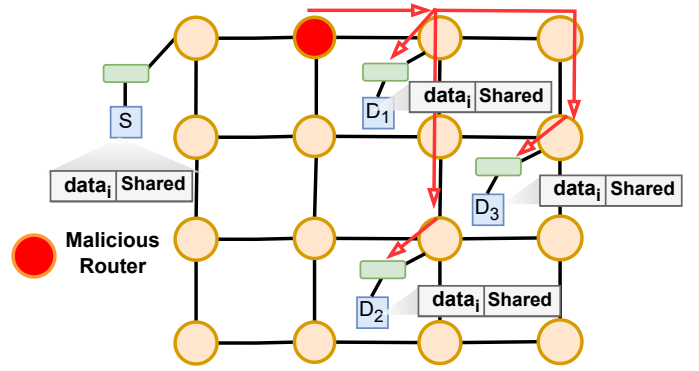 D₁
dataᵢ Shared
S
dataᵢ Shared
dataᵢ Shared
D₃
Malicious
Router
dataᵢ Shared
D₂